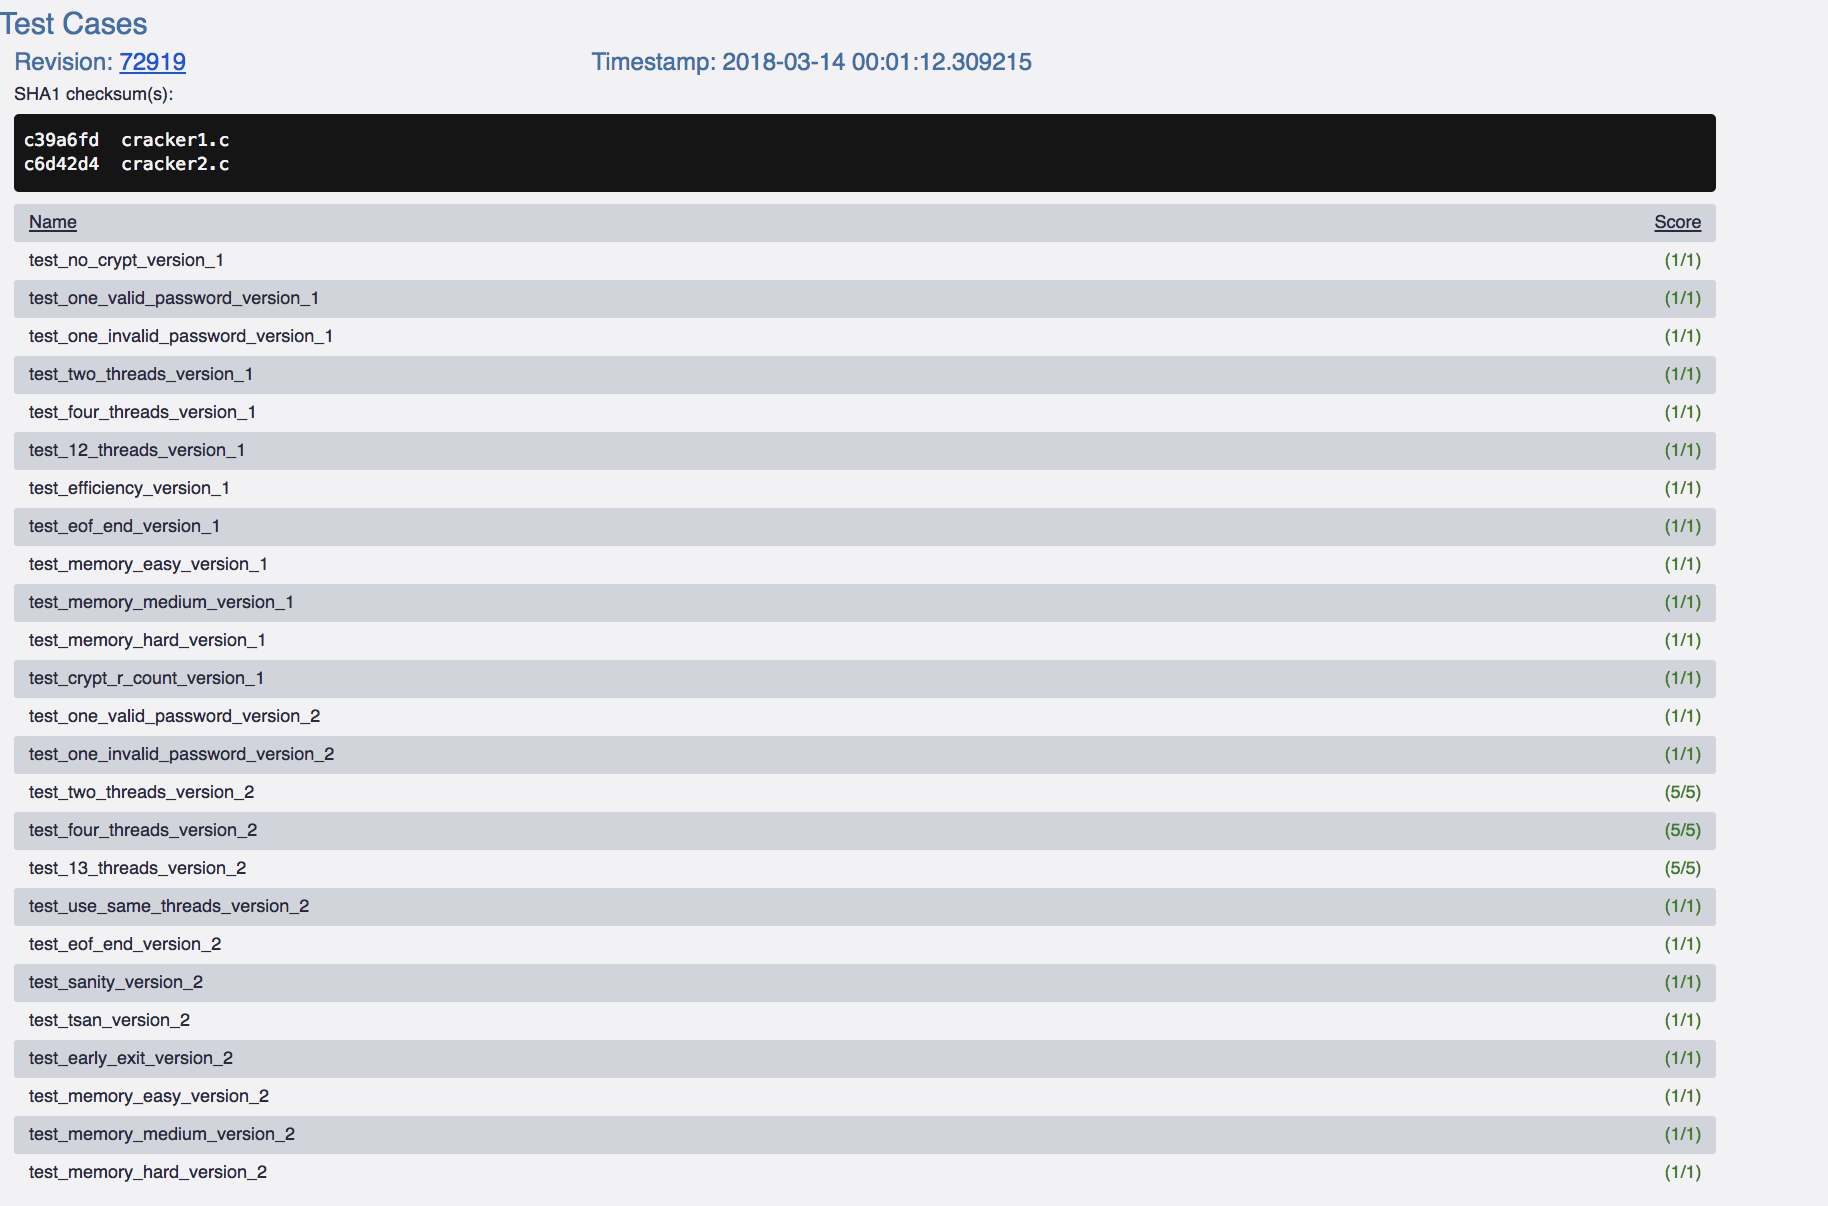 Test Cases
Revision: 72919 Timestamp: 2018-03-14 00:01:12.309215
SHA1 checksum(s):
c39a6fd cracker1.c
c6d42d4 cracker2.c
Name Score
test_no_crypt_version_1 (1/1)
test_one_valid_password_version_1 (1/1)
test_one_invalid_password_version_1 (1/1)
test_two_threads_version_1 (1/1)
test_four_threads_version_1 (1/1)
test_12_threads_version_1 (1/1)
test_efficiency_version_1 (1/1)
test_eof_end_version_1 (1/1)
test_memory_easy_version_1 (1/1)
test_memory_medium_version_1 (1/1)
test_memory_hard_version_1 (1/1)
test_crypt_r_count_version_1 (1/1)
test_one_valid_password_version_2 (1/1)
test_one_invalid_password_version_2 (1/1)
test_two_threads_version_2 (5/5)
test_four_threads_version_2 (5/5)
test_13_threads_version_2 (5/5)
test_use_same_threads_version_2 (1/1)
test_eof_end_version_2 (1/1)
test_sanity_version_2 (1/1)
test_tsan_version_2 (1/1)
test_early_exit_version_2 (1/1)
test_memory_easy_version_2 (1/1)
test_memory_medium_version_2 (1/1)
test_memory_hard_version_2 (1/1)